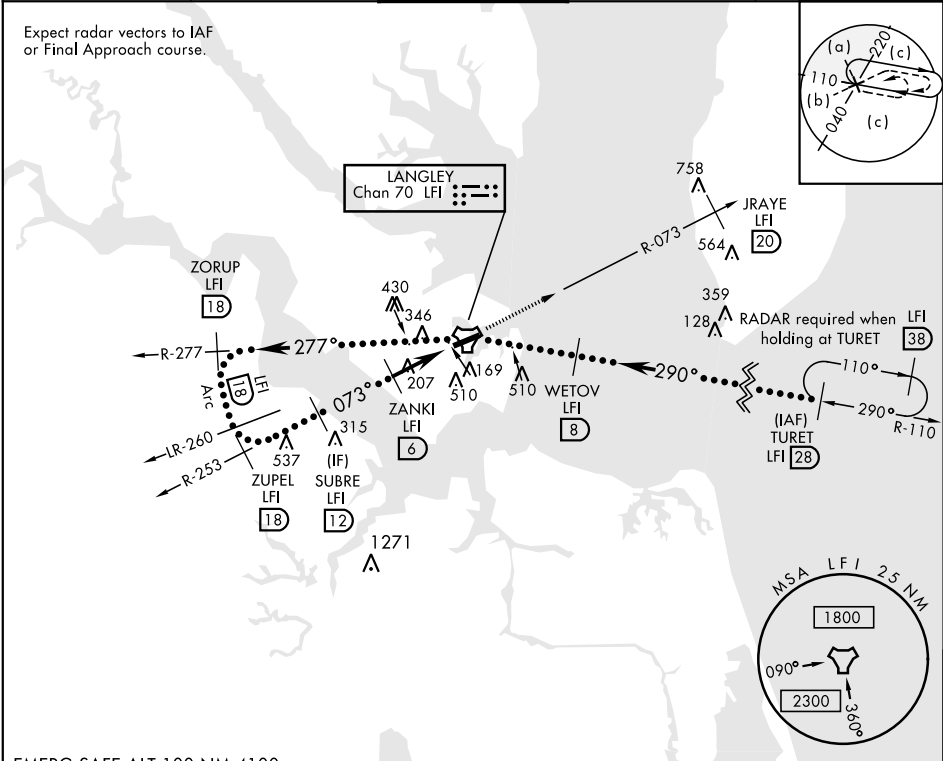 Expect radar vectors to IAF
or Final Approach course.
(a)
220
(c)
110
(b)
040
(c)
LANGLEY
Chan 70 LFI
758
JRAYE
LFI
20
R-073
564
ZORUP
LFI
18
430
346
359
128
RADAR required when
holding at TURET
LFI
38
R-277
277°
Arc
18
LFI
073°
207
169
510
510
WETOV
LFI
8
290°
110°
290°
R-110
(IAF)
TURET
LFI 28
ZANKI
LFI
6
LR-260
R-253
537
315
(IF)
SUBRE
LFI
12
ZUPEL
LFI
18
1271
MSA LFI 25 NM
1800
090°
2300
360°